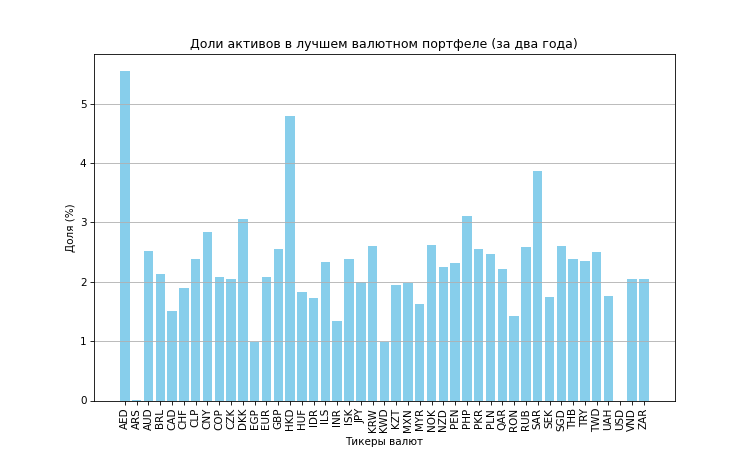 Доли активов в лучшем валютном портфеле (за два года)
Доля (%)
5
4
3
2
1
0
AED ARS AUD BRL CAD CHF CLP CNY COP CZK DKK EGP EUR GBP HKD HUF IDR ILS INR ISK JPY KRW KWD KZT MXN MYR NOK NZD PEN PHP PKR PLN QAR RON RUB SAR SEK SGD THB TRY TWD UAH USD VND ZAR
Тикеры валют